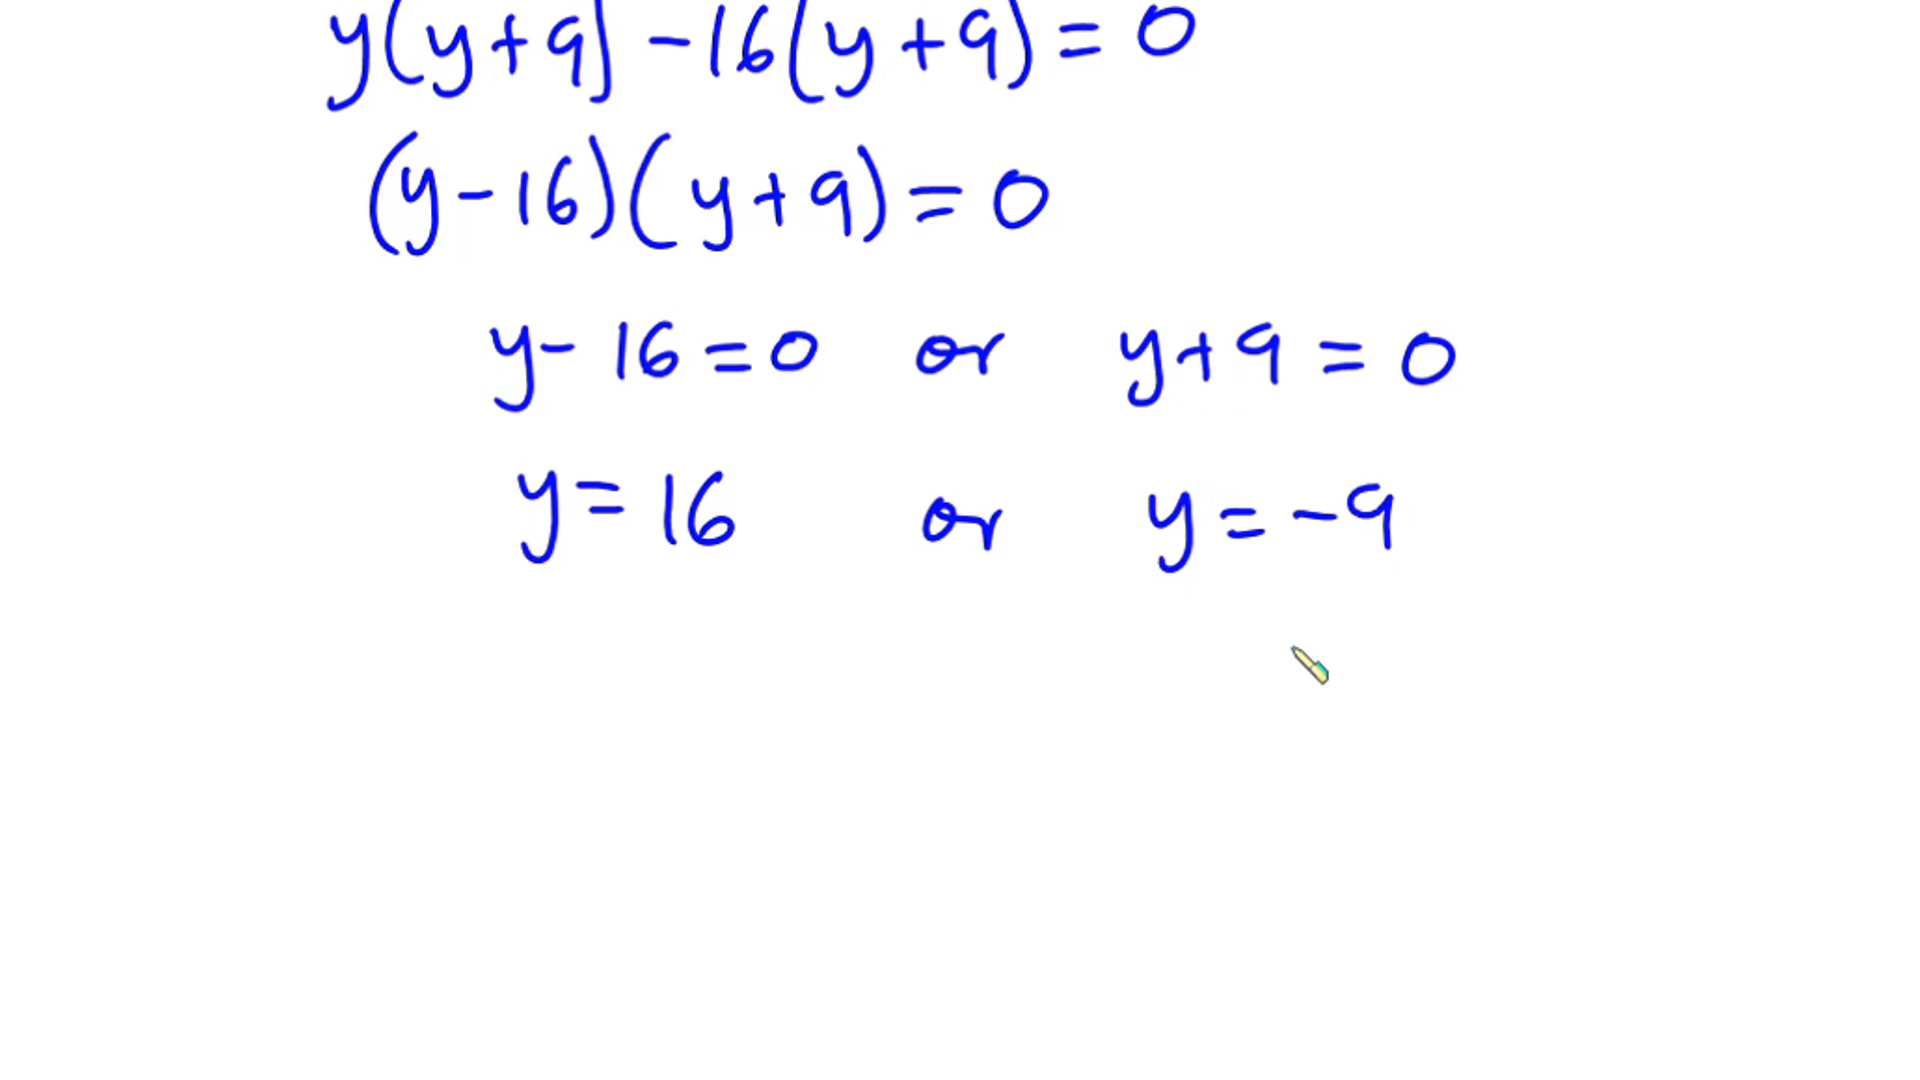 y(y+9) -16(y+9) = 0
(y-16)(y+9) = 0
y-16=0 or y+9 = 0
y= 16 or y = -9